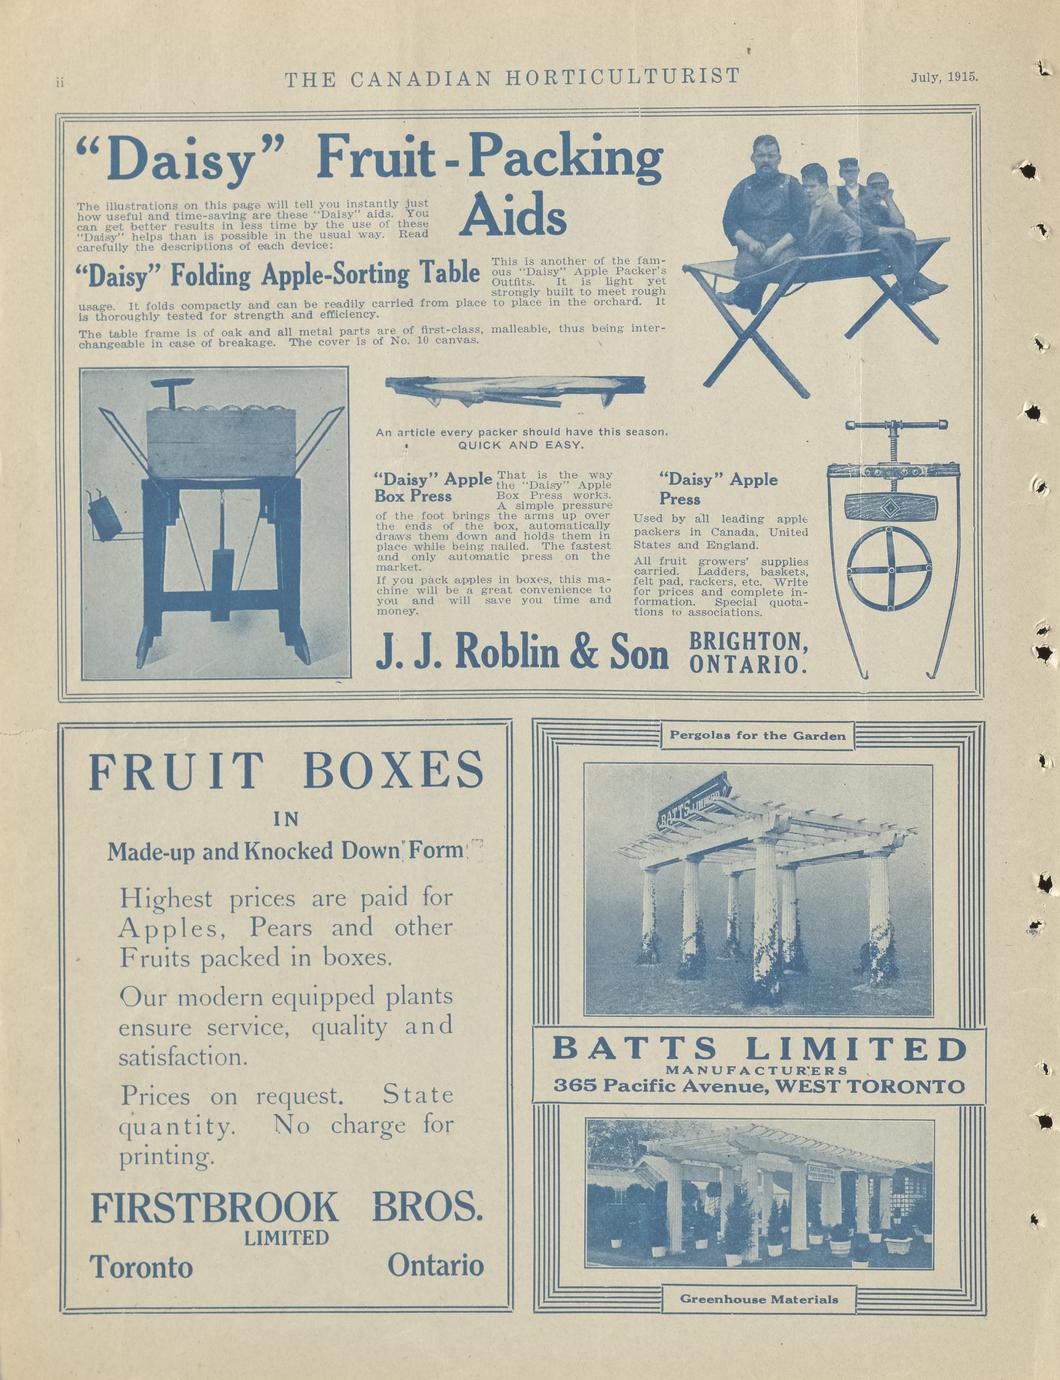 ii
THE CANADIAN HORTICULTURIST
July, 1915.
“Daisy” Fruit-Packing
Aids
The illustrations on this page will tell you instantly just
how useful and time-saving are these “Daisy” aids. You
can get better results in less time by the use of these
“Daisy” helps than is possible in the usual way. Read
carefully the descriptions of each device:
“Daisy” Folding Apple-Sorting Table
This is another of the fam-
ous “Daisy” Apple Packer's
Outfits. It is light yet
strongly built to meet rough
usage. It folds compactly and can be readily carried from place to place in the orchard. It
is thoroughly tested for strength and efficiency.
The table frame is of oak and all metal parts are of first-class, malleable, thus being inter-
changeable in case of breakage. The cover is of No. 10 canvas.
An article every packer should have this season.
QUICK AND EASY.
“Daisy” Apple
Box Press
That is the way
the “Daisy” Apple
Box Press works.
A simple pressure
of the foot brings the arms up over
the ends of the box, automatically
draws them down and holds them in
place while being nailed. The fastest
and only automatic press on the
market.
If you pack apples in boxes, this ma-
chine will be a great convenience to
you and will save you time and
money.
“Daisy” Apple
Press
Used by all leading apple
packers in Canada, United
States and England.
All fruit growers' supplies
carried. Ladders, baskets,
felt pad, rackers, etc. Write
for prices and complete in-
formation. Special quota-
tions to associations.
J. J. Roblin & Son
BRIGHTON,
ONTARIO.
FRUIT BOXES
IN
Made-up and Knocked Down Form
Highest prices are paid for
Apples, Pears and other
Fruits packed in boxes.
Our modern equipped plants
ensure service, quality and
satisfaction.
Prices on request. State
quantity. No charge for
printing.
FIRSTBROOK BROS.
LIMITED
Toronto Ontario
Pergolas for the Garden
BATTS LIMITED
BATTS LIMITED
MANUFACTURERS
365 Pacific Avenue, WEST TORONTO
Greenhouse Materials